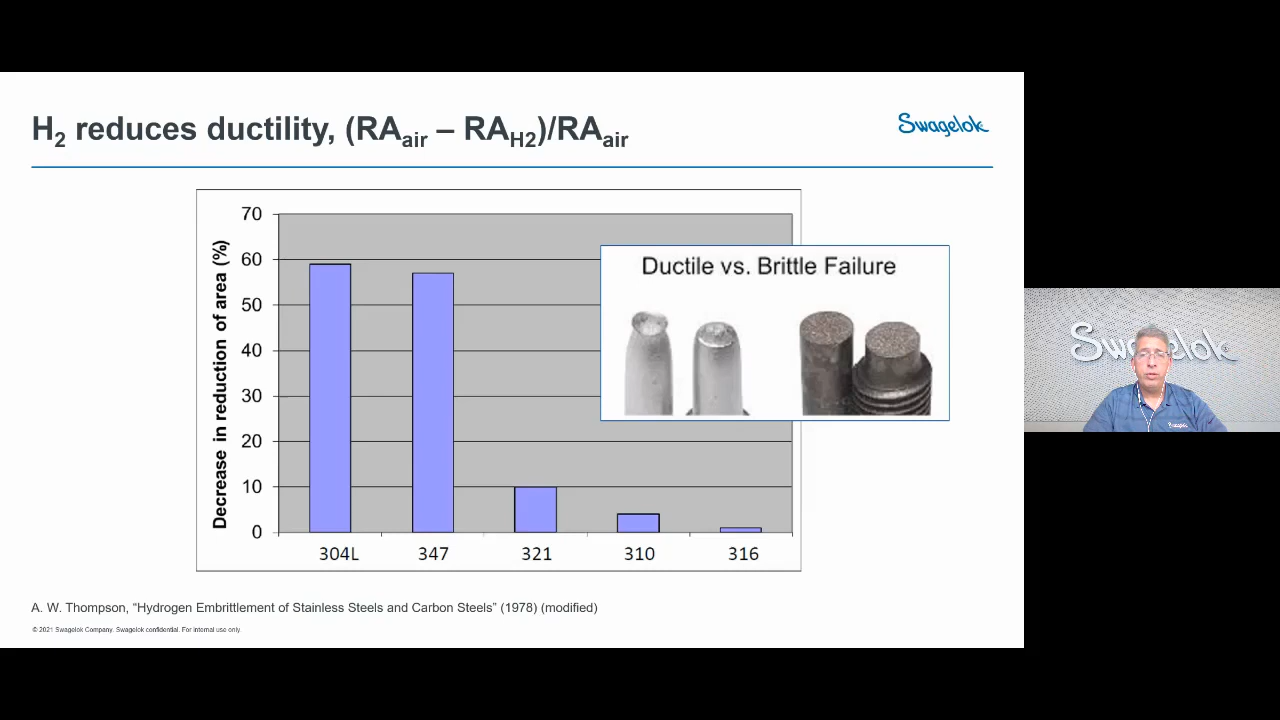 H2 reduces ductility, (RAair – RAH2)/RAair
Swagelok
Decrease in reduction of area (%)
70
60
50
40
30
20
10
0
304L 347 321 310 316
Ductile vs. Brittle Failure
A. W. Thompson, “Hydrogen Embrittlement of Stainless Steels and Carbon Steels” (1978) (modified)
© 2021 Swagelok Company. Swagelok confidential. For internal use only.
Swagelok
Swagelok